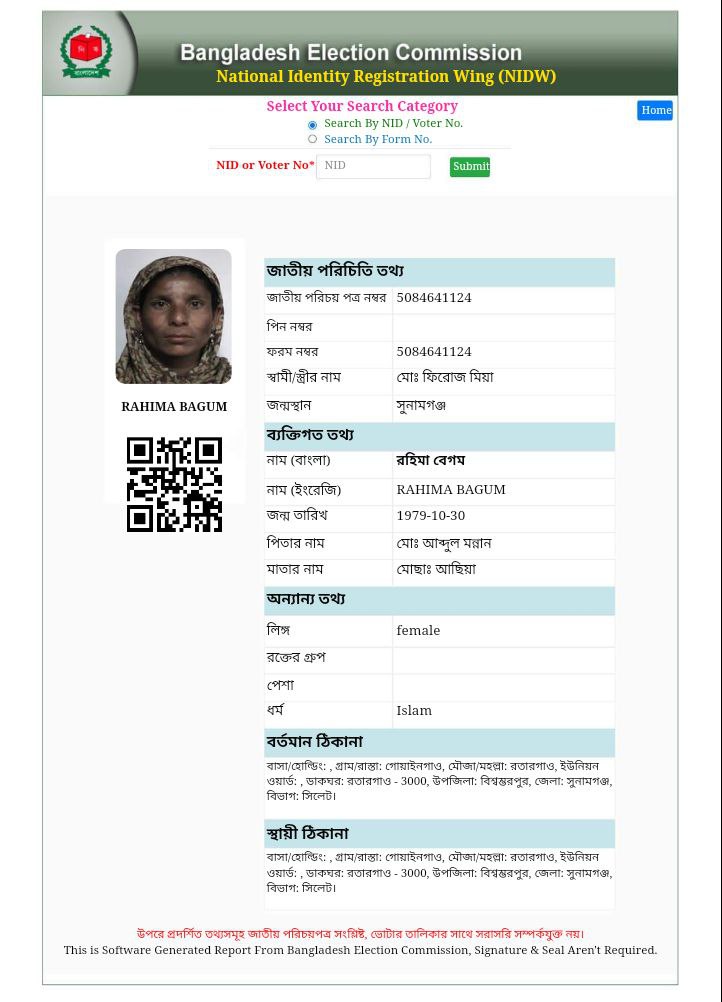 বাংলাদেশ
Bangladesh Election Commission
National Identity Registration Wing (NIDW)
Select Your Search Category
Home
Search By NID / Voter No.
Search By Form No.
NID or Voter No* NID Submit
RAHIMA BAGUM
জাতীয় পরিচিতি তথ্য
জাতীয় পরিচয় পত্র নম্বর 5084641124
পিন নম্বর
ফরম নম্বর 5084641124
স্বামী/স্ত্রীর নাম মোঃ ফিরোজ মিয়া
জন্মস্থান সুনামগঞ্জ
ব্যক্তিগত তথ্য
নাম (বাংলা) রহিমা বেগম
নাম (ইংরেজি) RAHIMA BAGUM
জন্ম তারিখ 1979-10-30
পিতার নাম মোঃ আব্দুল মন্নান
মাতার নাম মোছাঃ আছিয়া
অন্যান্য তথ্য
লিঙ্গ female
রক্তের গ্রুপ
পেশা
ধর্ম Islam
বর্তমান ঠিকানা
বাসা/হোল্ডিং: , গ্রাম/রাস্তা: গোয়াইনগাও, মৌজা/মহল্লা: রতারগাও, ইউনিয়ন
ওয়ার্ড: , ডাকঘর: রতারগাও - 3000, উপজিলা: বিশ্বম্ভরপুর, জেলা: সুনামগঞ্জ,
বিভাগ: সিলেট।
স্থায়ী ঠিকানা
বাসা/হোল্ডিং: , গ্রাম/রাস্তা: গোয়াইনগাও, মৌজা/মহল্লা: রতারগাও, ইউনিয়ন
ওয়ার্ড: , ডাকঘর: রতারগাও - 3000, উপজিলা: বিশ্বম্ভরপুর, জেলা: সুনামগঞ্জ,
বিভাগ: সিলেট।
উপরে প্রদর্শিত তথ্যসমূহ জাতীয় পরিচয়পত্র সংশ্লিষ্ট, ভোটার তালিকার সাথে সরাসরি সম্পর্কযুক্ত নয়।
This is Software Generated Report From Bangladesh Election Commission, Signature & Seal Aren't Required.